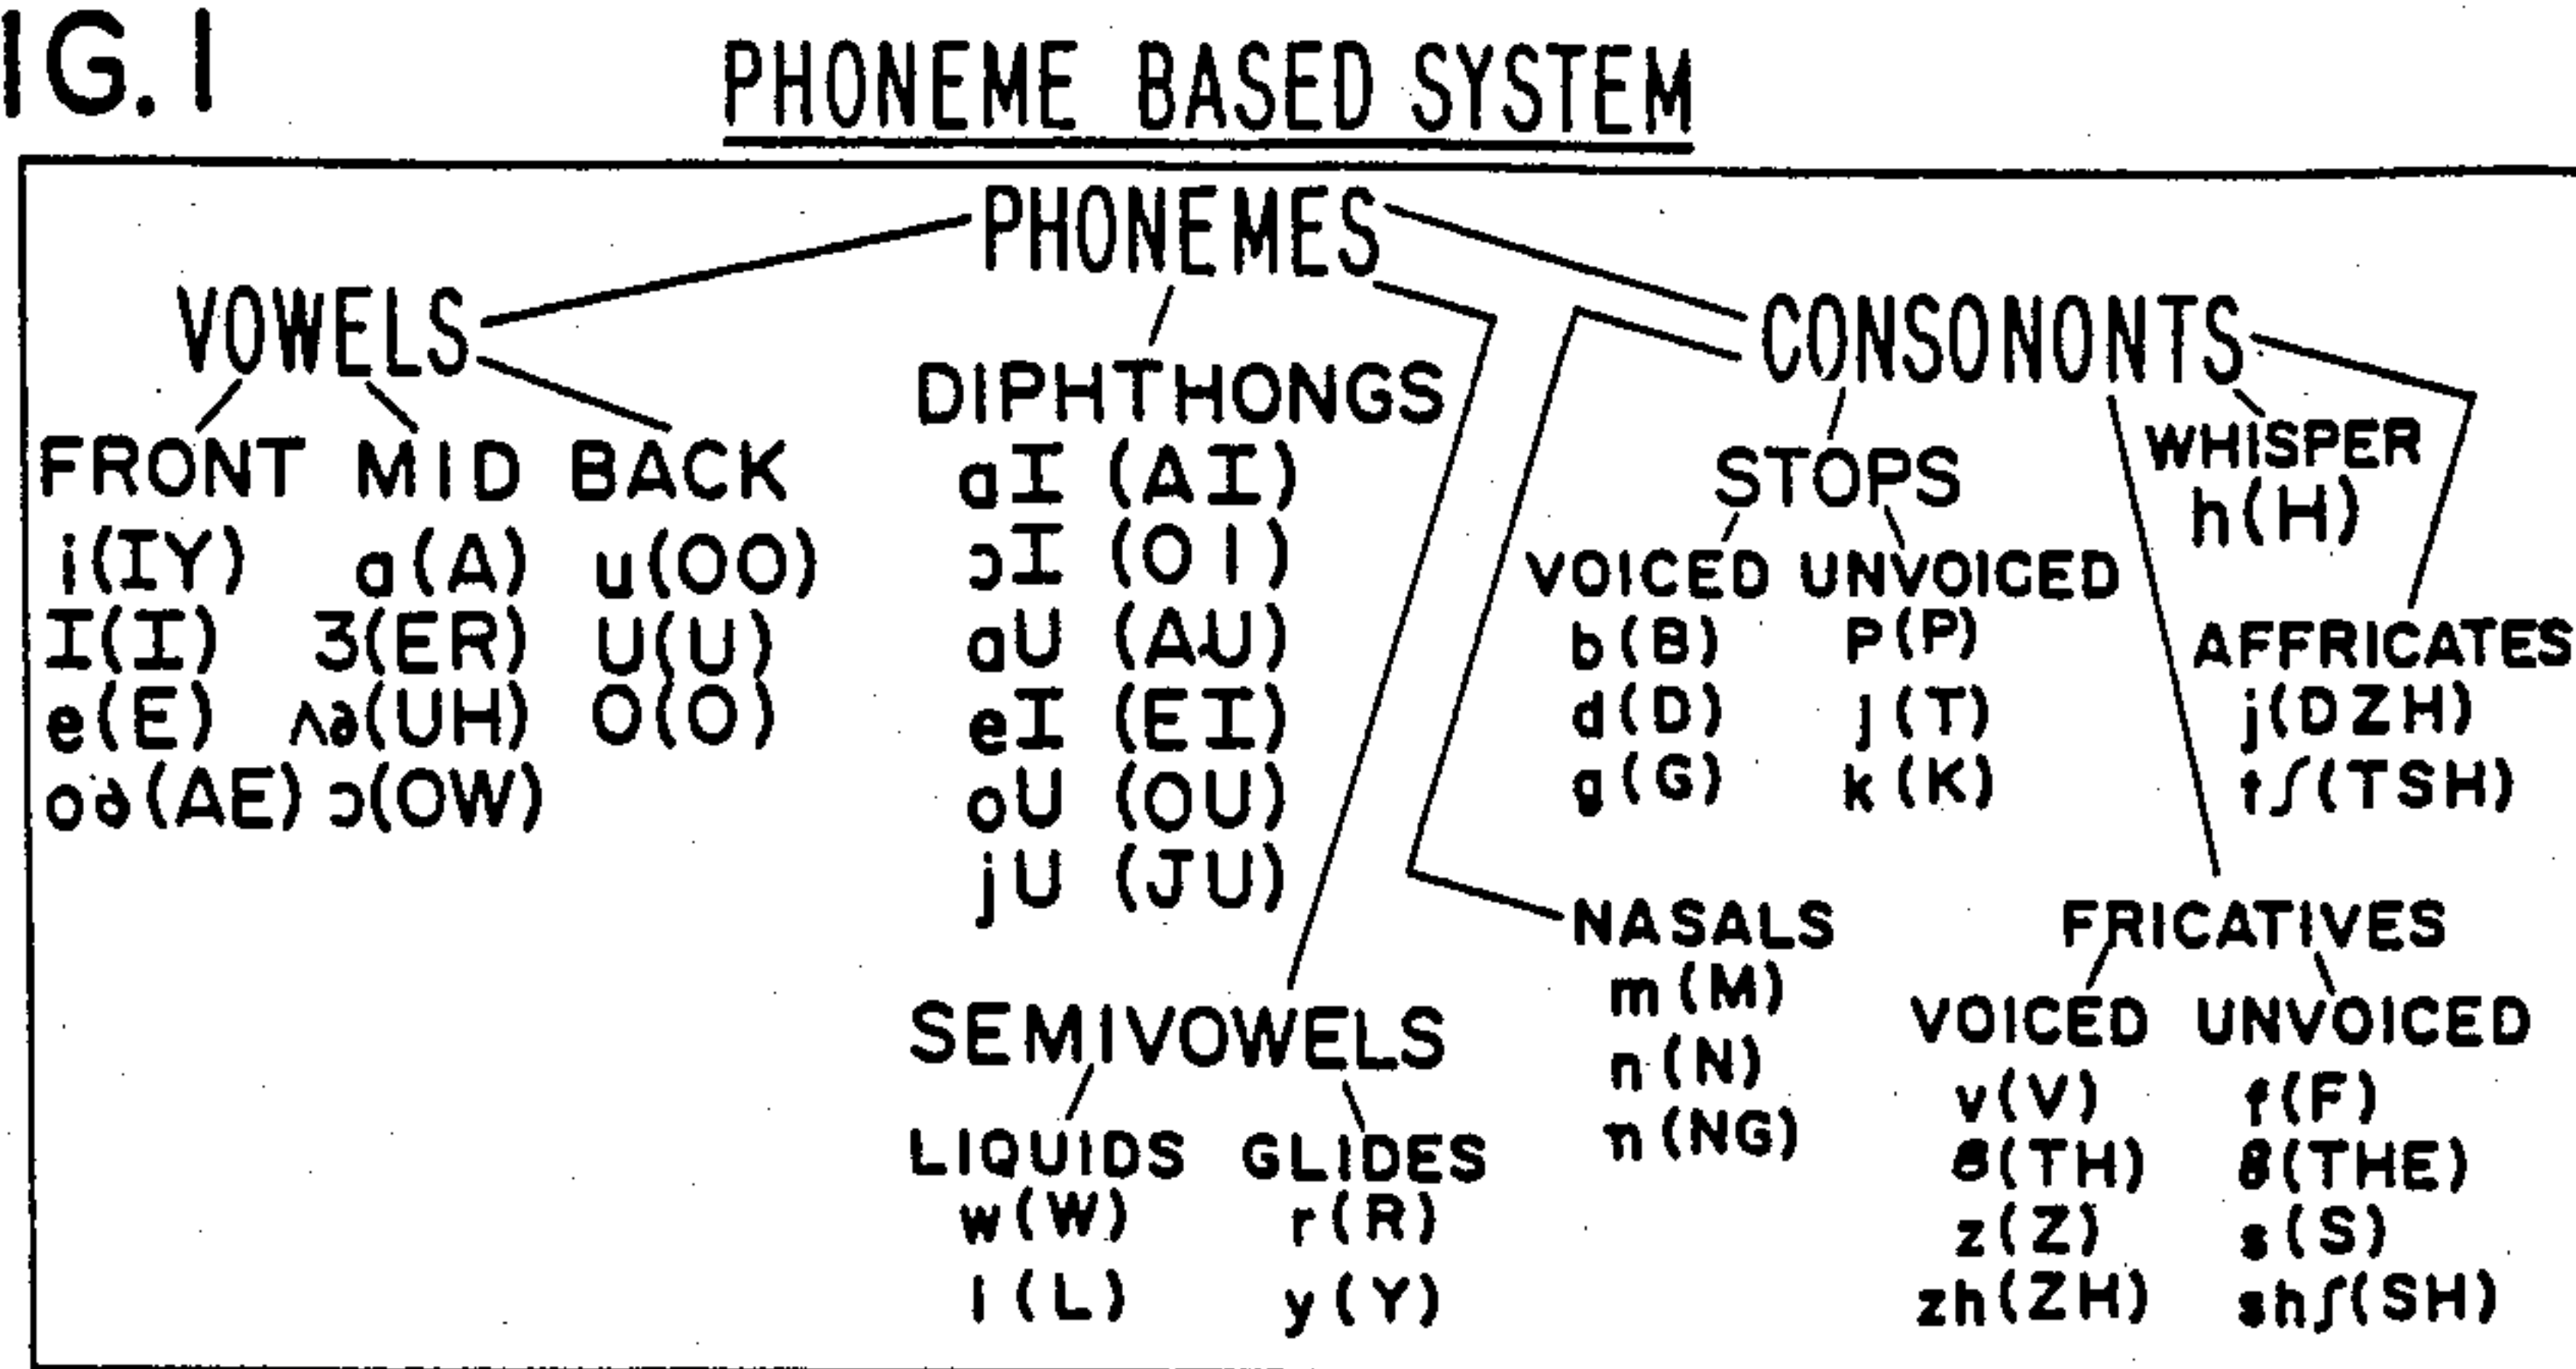 IG. 1
PHONEME BASED SYSTEM
PHONEMES
VOWELS
FRONT MID BACK
i(IY) a(A) u(OO)
I(I) 3(ER) U(U)
e(E) ʌə(UH) O(O)
(AE) ɔ(OW)
DIPHTHONGS
aI (AI)
ɔI (OI)
aU (AU)
eI (EI)
oU (OU)
jU (JU)
SEMIVOWELS
LIQUIDS GLIDES
w(W) r(R)
l(L) y(Y)
CONSONONTS
STOPS
VOICED UNVOICED
b(B) P(P)
d(D) J(T)
g(G) k(K)
WHISPER
h(H)
AFFRICATES
j(DZH)
tʃ(TSH)
NASALS
m(M)
n(N)
(NG)
FRICATIVES
VOICED UNVOICED
v(V) f(F)
(TH) θ(THE)
z(Z) s(S)
zh(ZH) shʃ(SH)